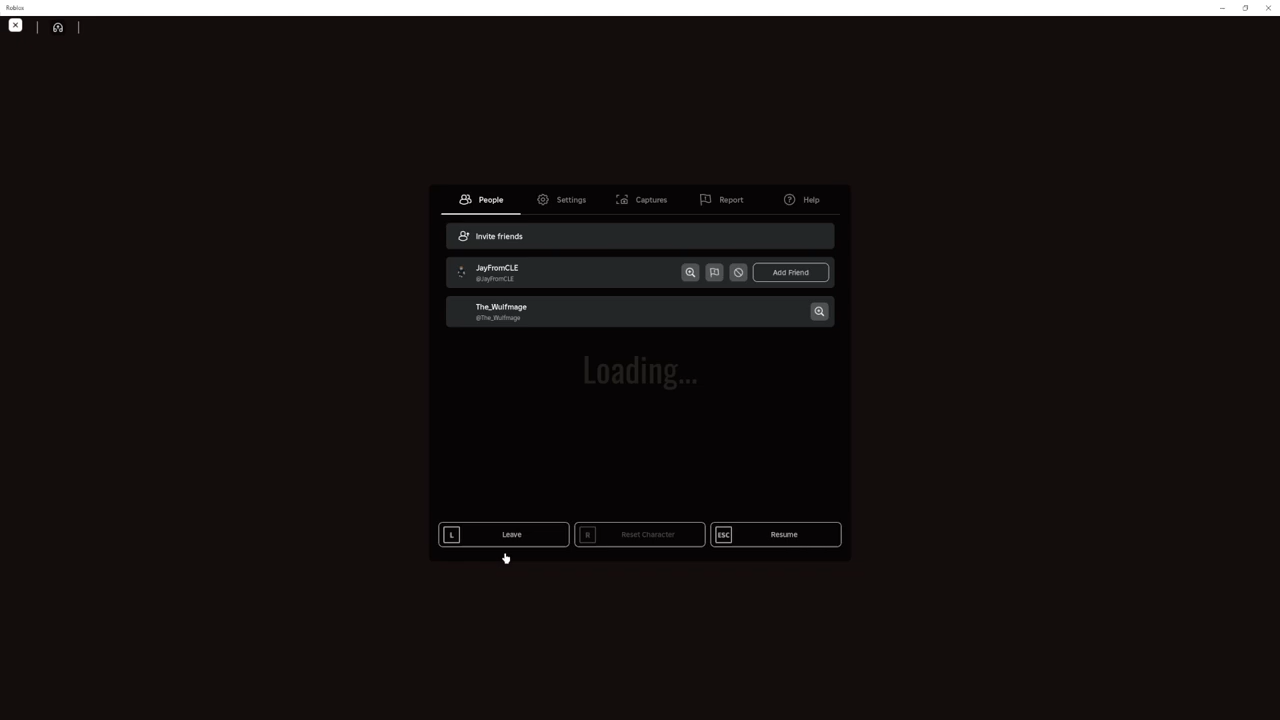 Roblox
People
Settings
Captures
Report
Help
Invite friends
JayFromCLE
@JayFromCLE
Add Friend
The_Wulfmage
@The_Wulfmage
Loading...
L
Leave
R
Reset Character
ESC
Resume